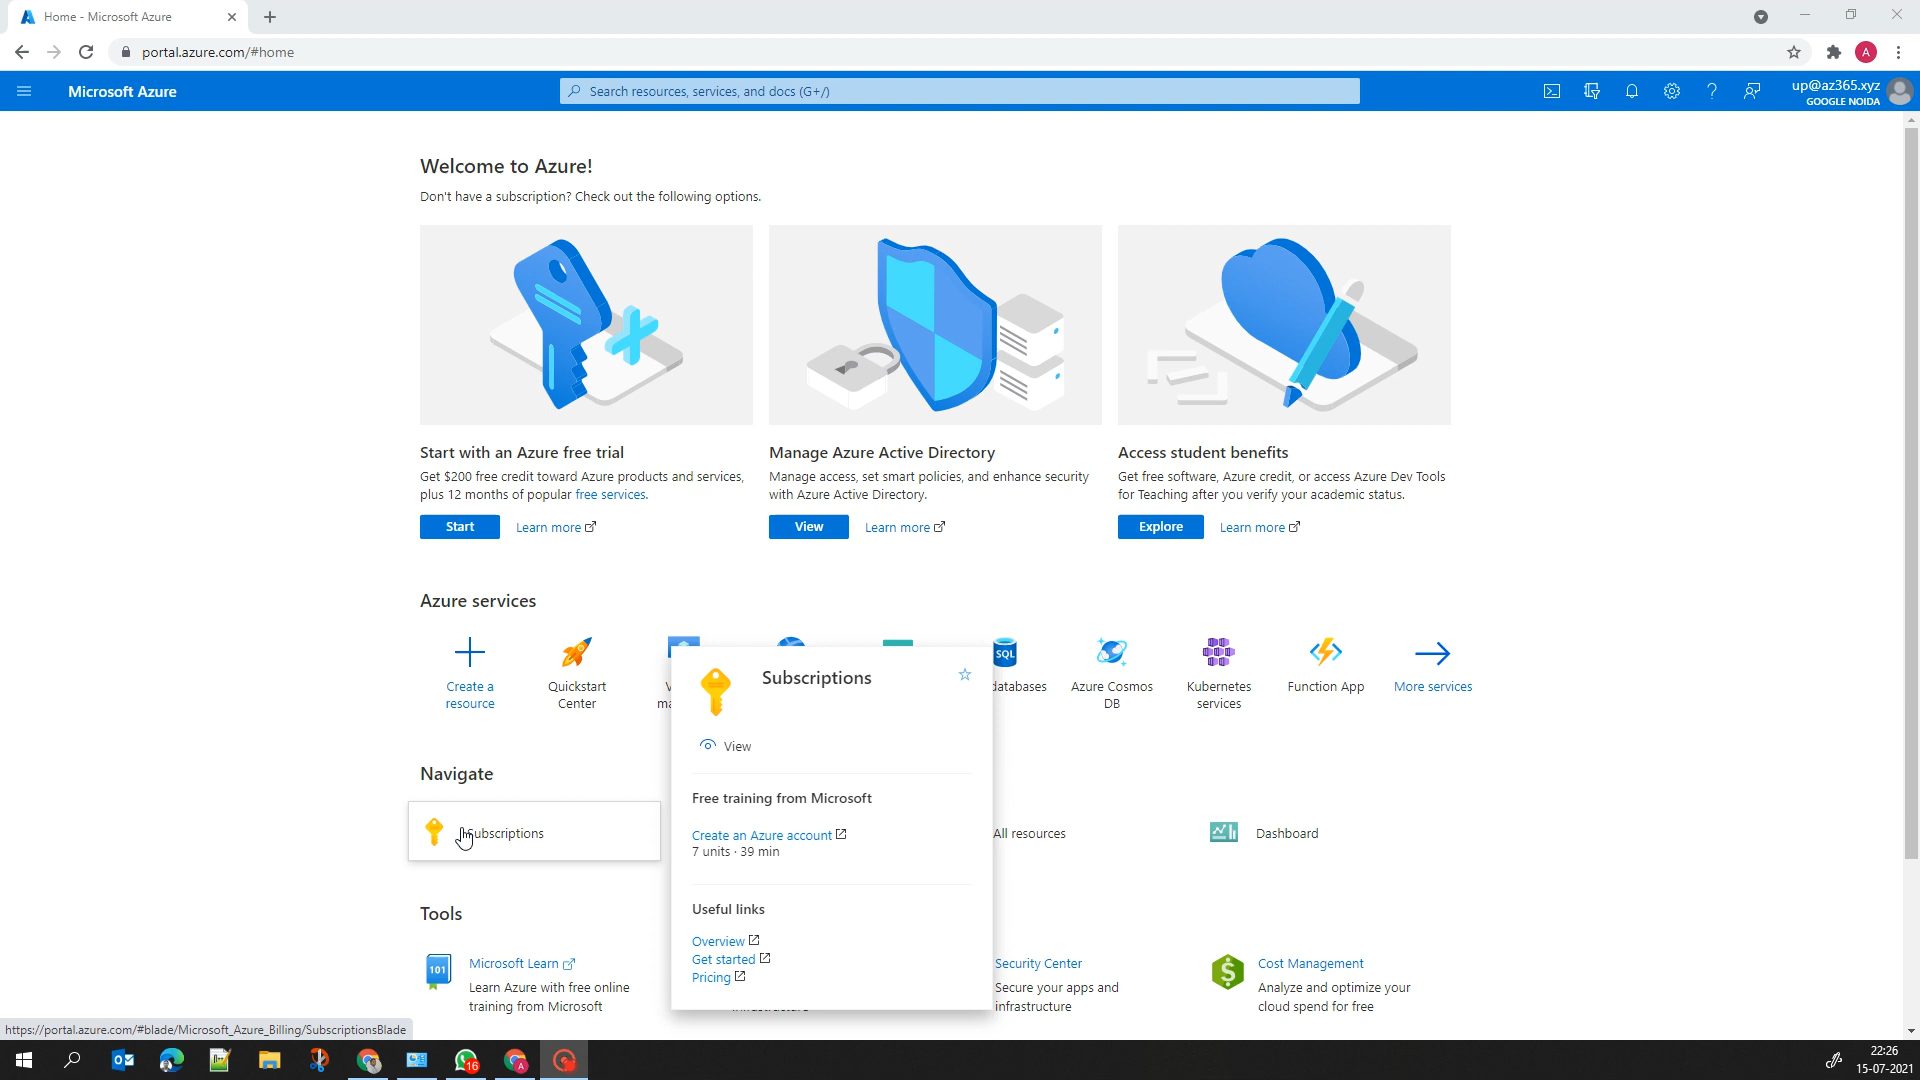 Home - Microsoft Azure
portal.azure.com/#home
A
Microsoft Azure
Search resources, services, and docs (G+/)
up@az365.xyz
GOOGLE NOIDA
Welcome to Azure!
Don't have a subscription? Check out the following options.
Start with an Azure free trial
Get $200 free credit toward Azure products and services,
plus 12 months of popular free services.
Start
Learn more
Manage Azure Active Directory
Manage access, set smart policies, and enhance security
with Azure Active Directory.
View
Learn more
Access student benefits
Get free software, Azure credit, or access Azure Dev Tools
for Teaching after you verify your academic status.
Explore
Learn more
Azure services
Create a
resource
Quickstart
Center
SQL
databases
Azure Cosmos
DB
Kubernetes
services
Function App
More services
Subscriptions
View
Free training from Microsoft
Create an Azure account
7 units · 39 min
Useful links
Overview
Get started
Pricing
Navigate
Subscriptions
All resources
Dashboard
Tools
101
Microsoft Learn
Learn Azure with free online
training from Microsoft
Security Center
Secure your apps and
infrastructure
$
Cost Management
Analyze and optimize your
cloud spend for free
https://portal.azure.com/#blade/Microsoft_Azure_Billing/SubscriptionsBlade
16
A
22:26
15-07-2021